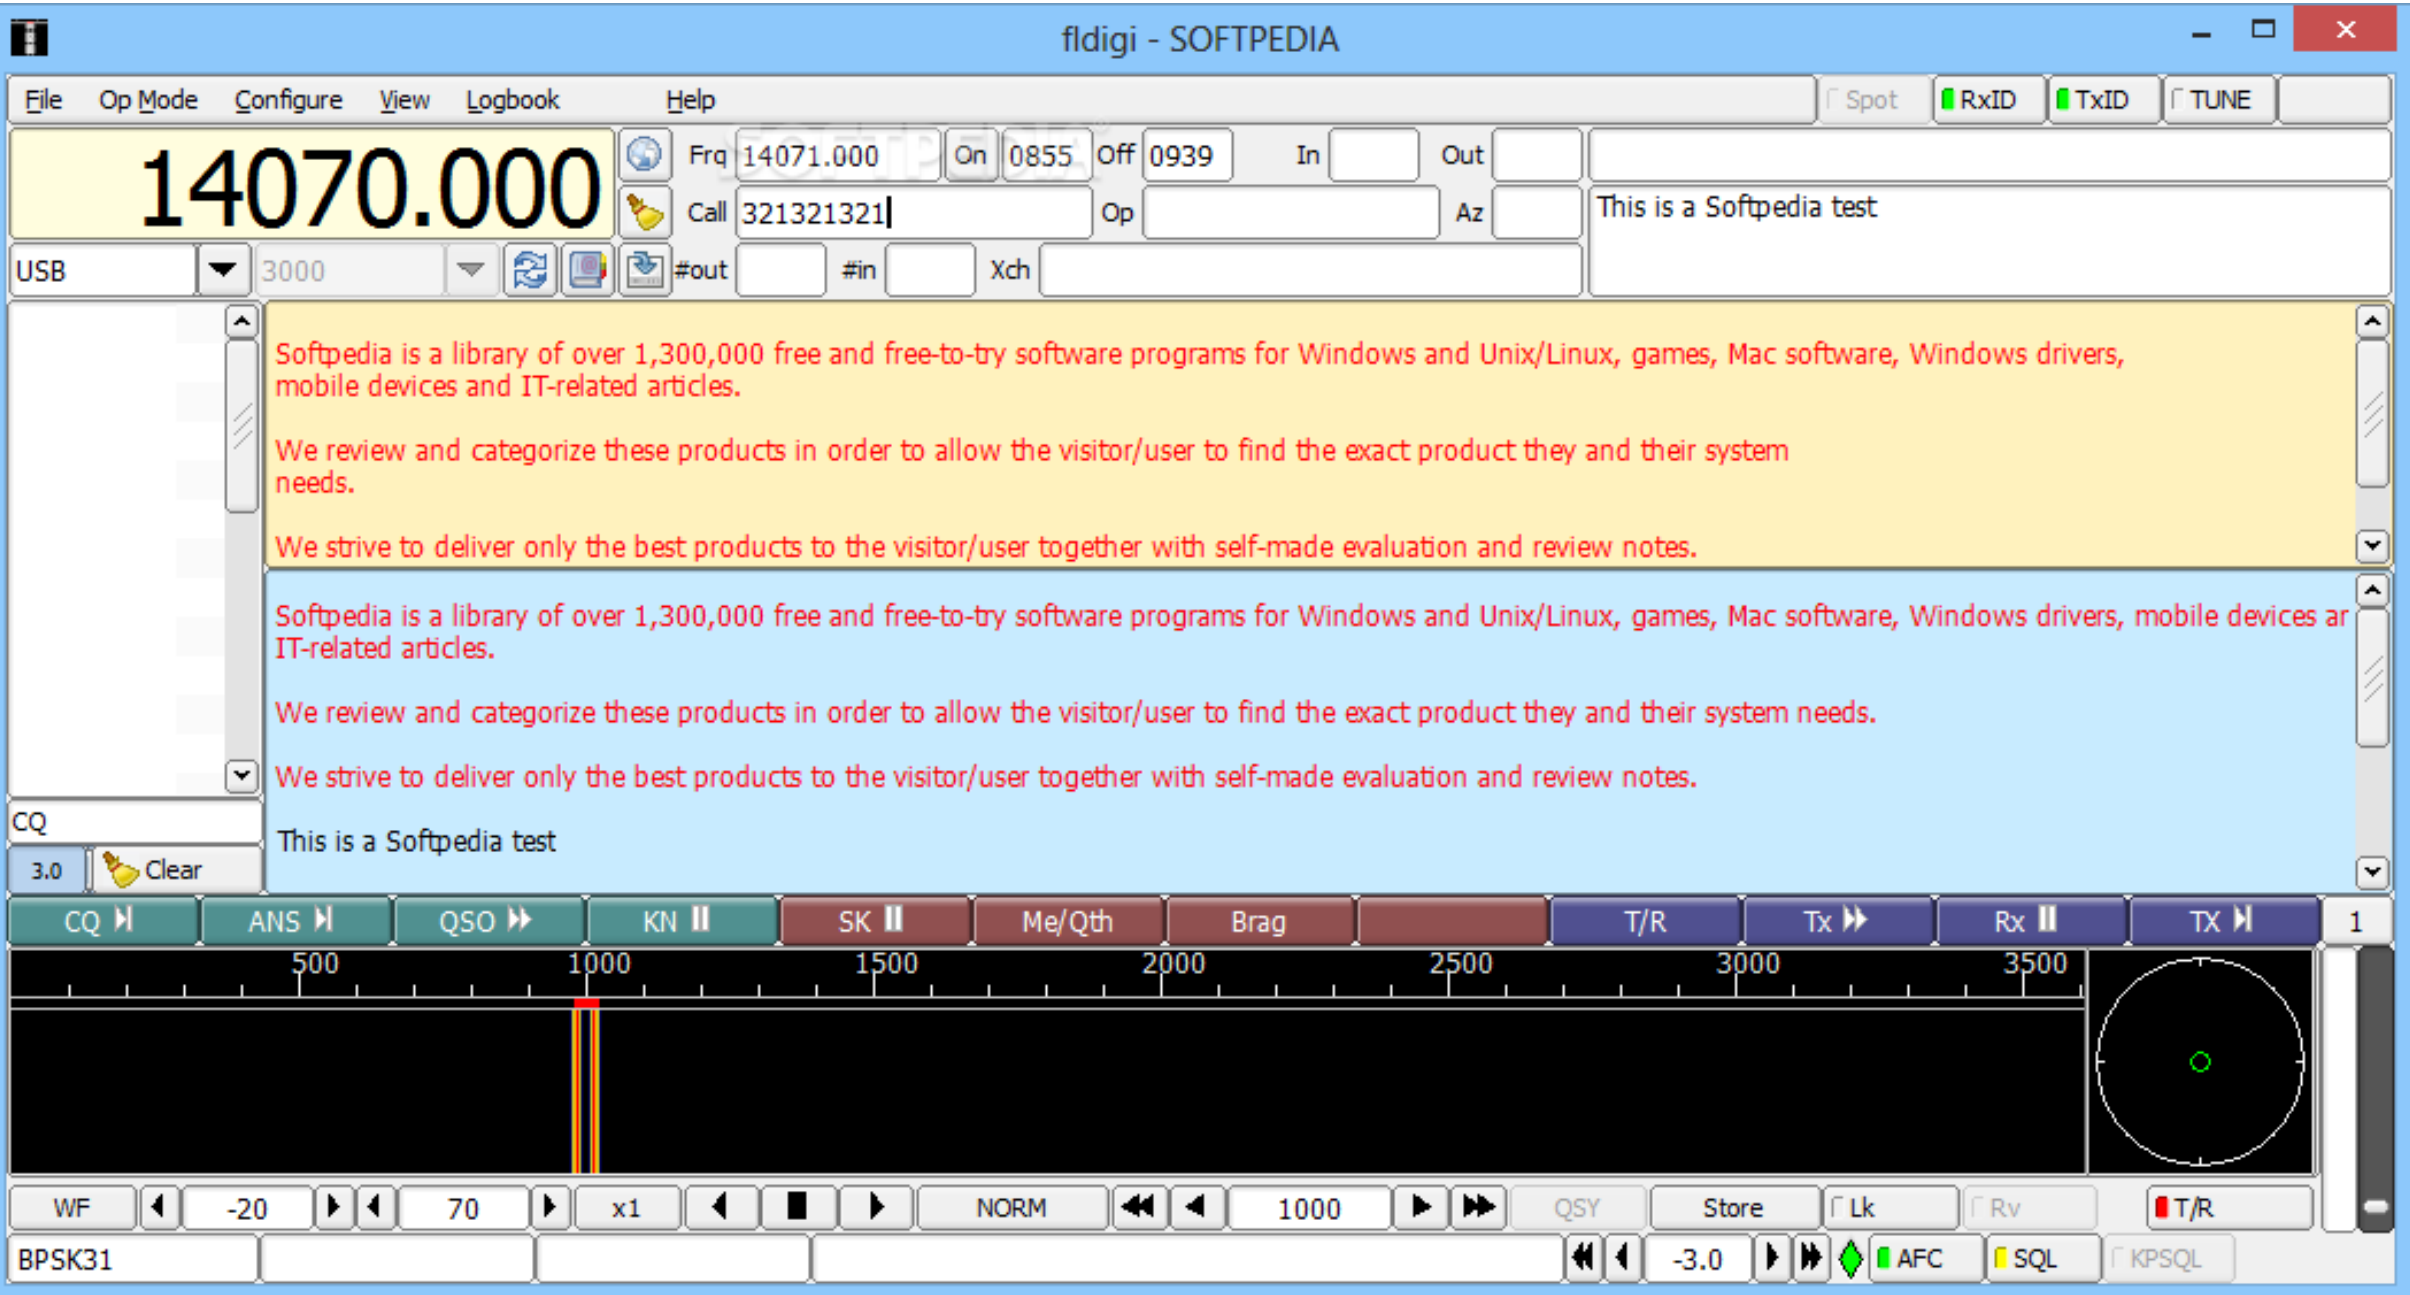 fldigi - SOFTPEDIA
File Op Mode Configure View Logbook Help Spot RxID TxID TUNE
SOFTPEDIA®
14070.000
Frq 14071.000 On 0855 Off 0939 In Out
Call 321321321 Op Az
This is a Softpedia test
USB 3000 #out #in Xch
Softpedia is a library of over 1,300,000 free and free-to-try software programs for Windows and Unix/Linux, games, Mac software, Windows drivers,
mobile devices and IT-related articles.
We review and categorize these products in order to allow the visitor/user to find the exact product they and their system
needs.
We strive to deliver only the best products to the visitor/user together with self-made evaluation and review notes.
Softpedia is a library of over 1,300,000 free and free-to-try software programs for Windows and Unix/Linux, games, Mac software, Windows drivers, mobile devices ar
IT-related articles.
We review and categorize these products in order to allow the visitor/user to find the exact product they and their system needs.
We strive to deliver only the best products to the visitor/user together with self-made evaluation and review notes.
This is a Softpedia test
CQ
3.0 Clear
CQ ANS QSO KN SK Me/Qth Brag T/R Tx Rx TX 1
500 1000 1500 2000 2500 3000 3500
WF -20 70 x1 NORM 1000 QSY Store Lk Rv T/R
BPSK31 -3.0 AFC SQL KPSQL